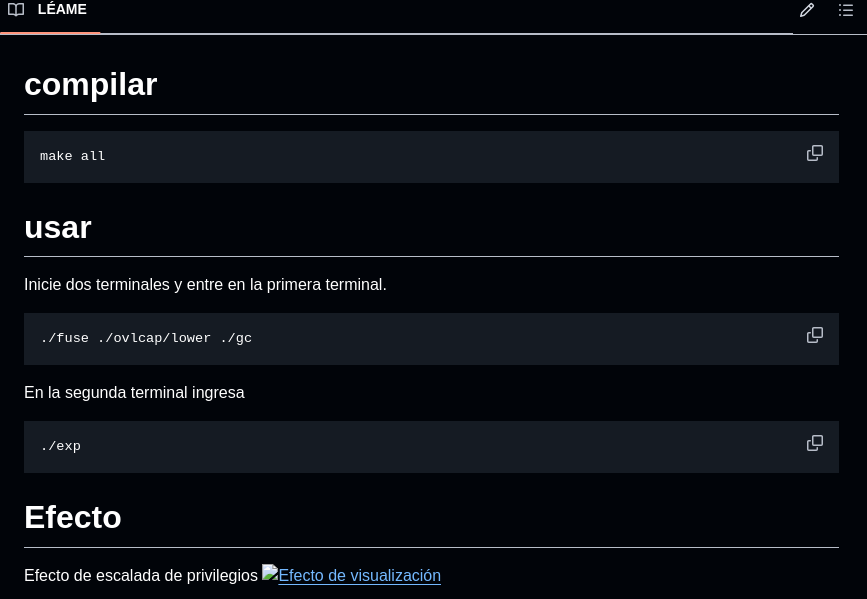 LÉAME
compilar
make all
usar
Inicie dos terminales y entre en la primera terminal.
./fuse ./ovlcap/lower ./gc
En la segunda terminal ingresa
./exp
Efecto
Efecto de escalada de privilegios Efecto de visualización